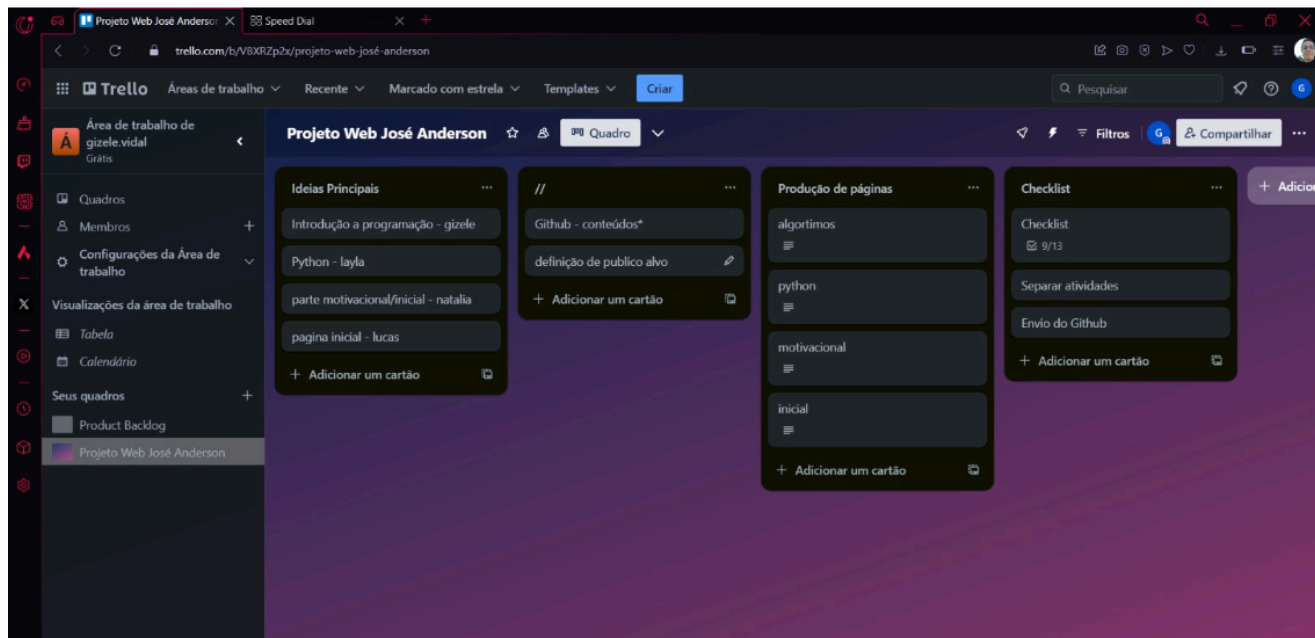 Projeto Web José Anderson
Speed Dial
trello.com/b/VBXRZp2x/projeto-web-josé-anderson
Trello
Áreas de trabalho
Recente
Marcado com estrela
Templates
Criar
Pesquisar
G
Á
Área de trabalho de
gizele.vidal
Grátis
Projeto Web José Anderson
Quadro
Filtros
G
Compartilhar
Quadros
Membros
Configurações da Área de
trabalho
Visualizações da área de trabalho
Tabela
Calendário
Seus quadros
Product Backlog
Projeto Web José Anderson
Ideias Principais
Introdução a programação - gizele
Python - layla
parte motivacional/inicial - natalia
pagina inicial - lucas
+ Adicionar um cartão
//
Github - conteúdos*
definição de publico alvo
+ Adicionar um cartão
Produção de páginas
algortimos
python
motivacional
inicial
+ Adicionar um cartão
Checklist
Checklist
9/13
Separar atividades
Envio do Github
+ Adicionar um cartão
+ Adicior